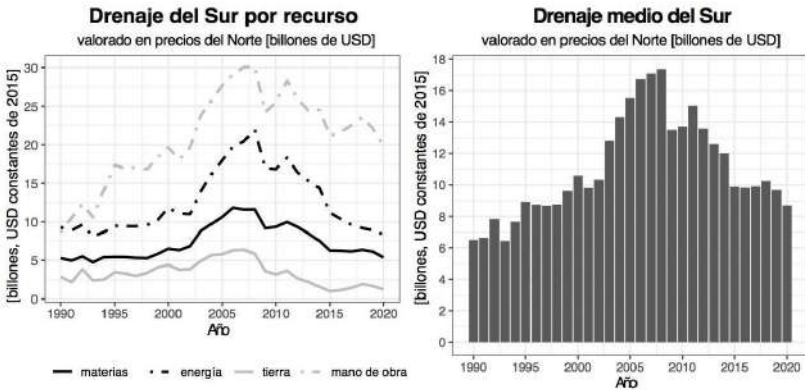 Drenaje del Sur por recurso
valorado en precios del Norte [billones de USD]
[billones, USD constantes de 2015]
30
25
20
15
10
5
0
1990 1995 2000 2005 2010 2015 2020
Año
materias energía tierra mano de obra
Drenaje medio del Sur
valorado en precios del Norte [billones de USD]
[billones, USD constantes de 2015]
18
16
14
12
10
8
6
4
2
0
1990 1995 2000 2005 2010 2015 2020
Año